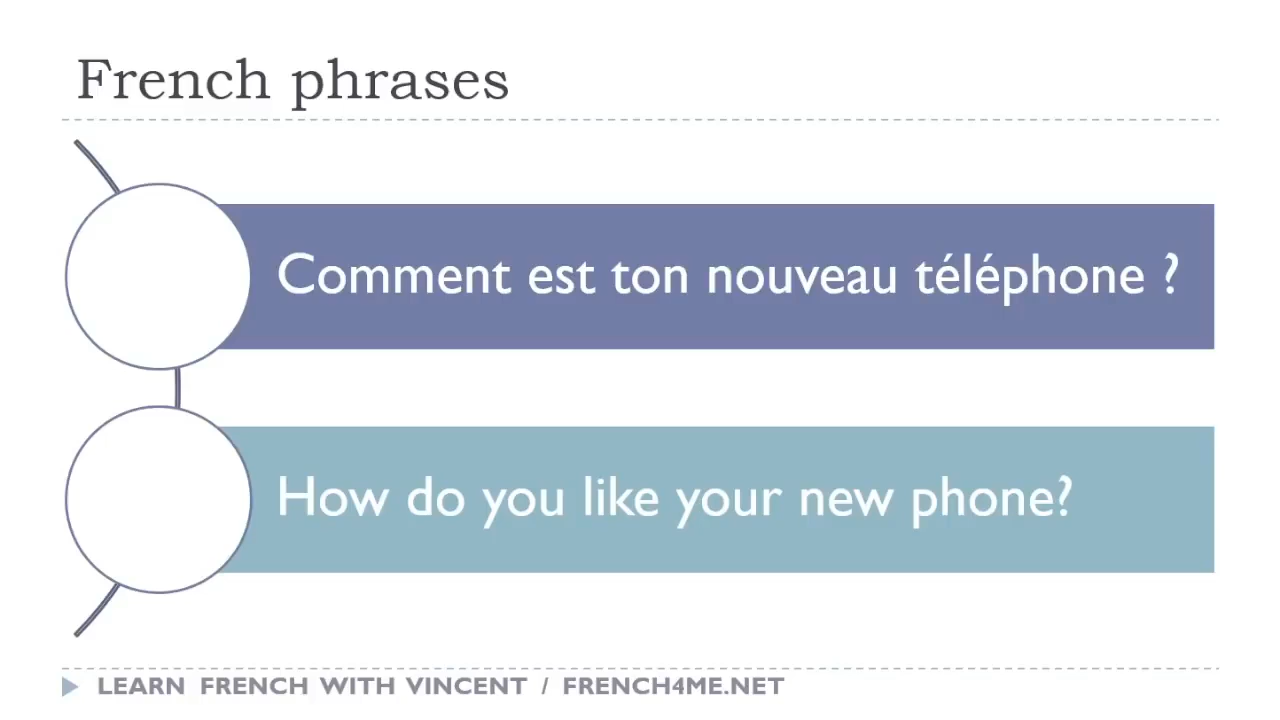 French phrases
Comment est ton nouveau téléphone ?
How do you like your new phone?
LEARN FRENCH WITH VINCENT / FRENCH4ME.NET